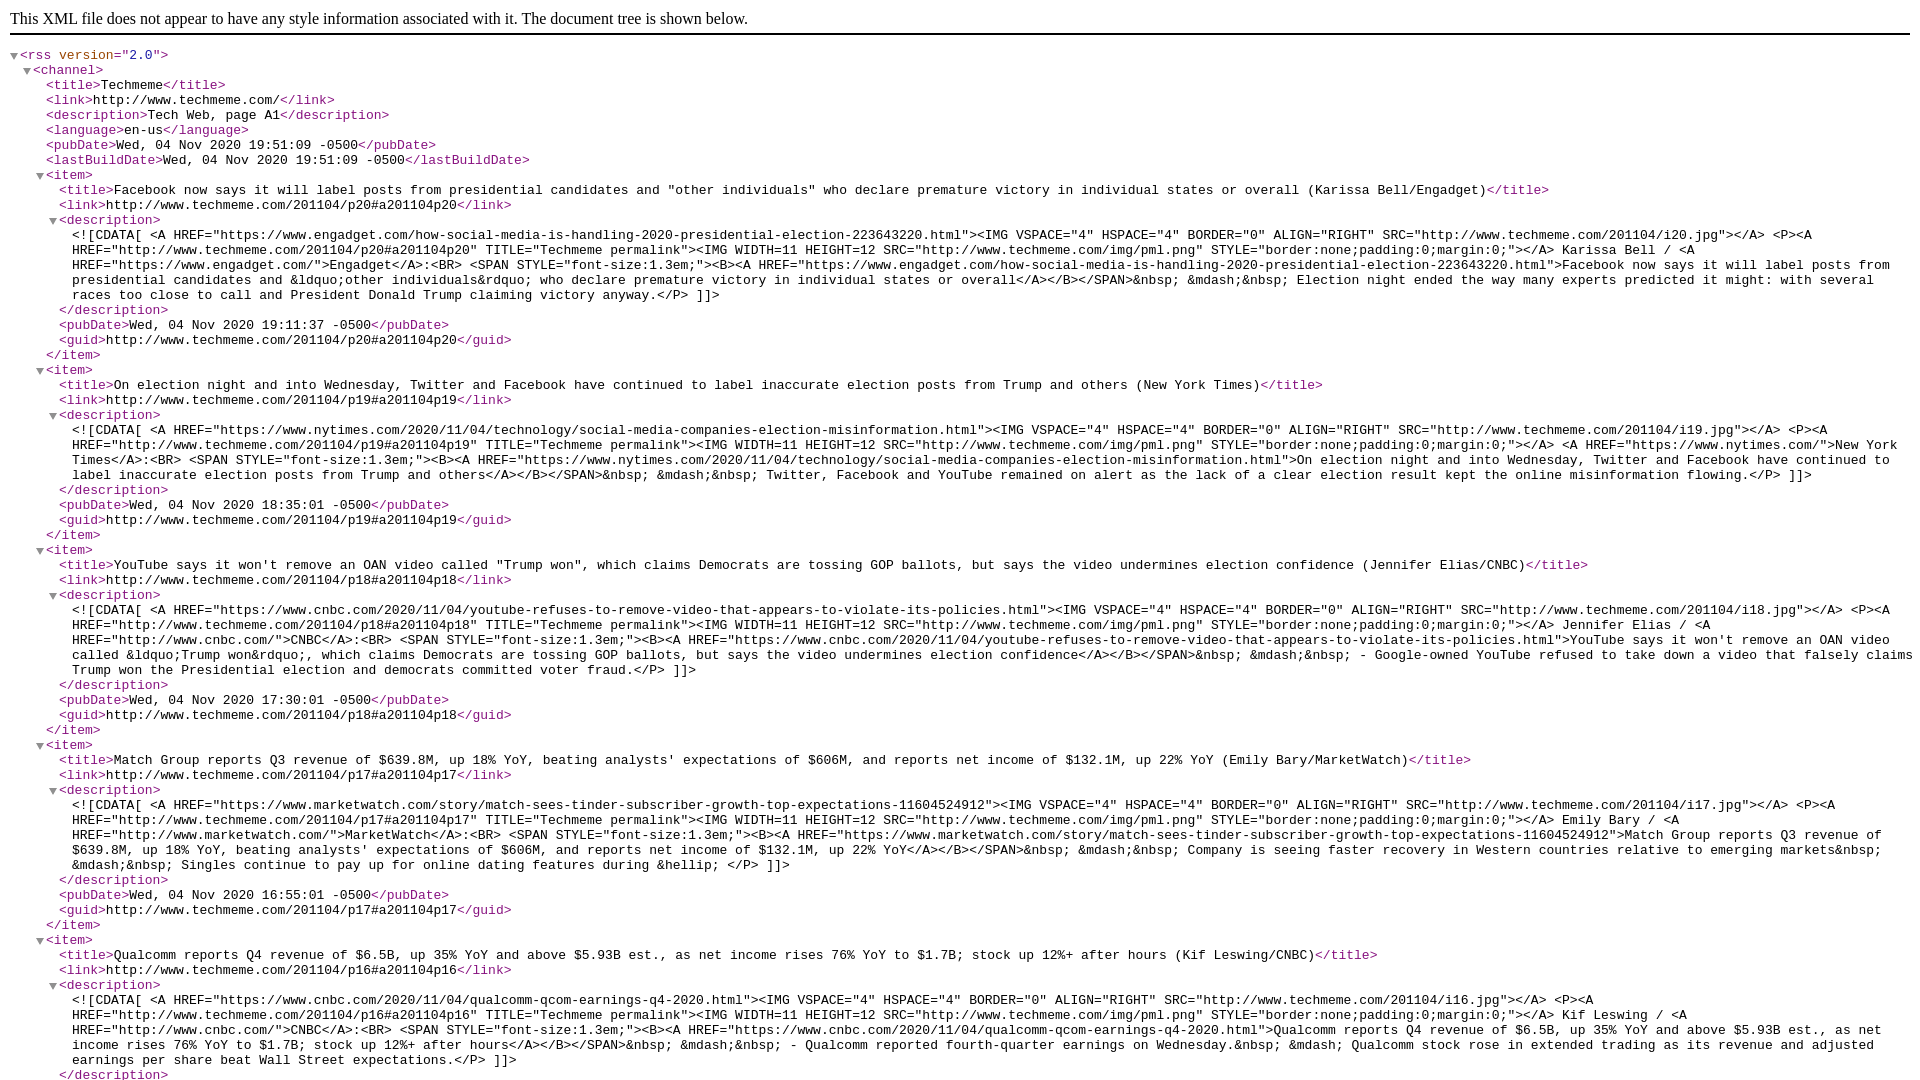 This XML file does not appear to have any style information associated with it. The document tree is shown below.
<rss version="2.0">
<channel>
<title>Techmeme</title>
<link>http://www.techmeme.com/</link>
<description>Tech Web, page A1</description>
<language>en-us</language>
<pubDate>Wed, 04 Nov 2020 19:51:09 -0500</pubDate>
<lastBuildDate>Wed, 04 Nov 2020 19:51:09 -0500</lastBuildDate>
<item>
<title>Facebook now says it will label posts from presidential candidates and "other individuals" who declare premature victory in individual states or overall (Karissa Bell/Engadget)</title>
<link>http://www.techmeme.com/201104/p20#a201104p20</link>
<description>
<![CDATA[ <A HREF="https://www.engadget.com/how-social-media-is-handling-2020-presidential-election-223643220.html"><IMG VSPACE="4" HSPACE="4" BORDER="0" ALIGN="RIGHT" SRC="http://www.techmeme.com/201104/i20.jpg"></A> <P><A
HREF="http://www.techmeme.com/201104/p20#a201104p20" TITLE="Techmeme permalink"><IMG WIDTH=11 HEIGHT=12 SRC="http://www.techmeme.com/img/pml.png" STYLE="border:none;padding:0;margin:0;"></A> Karissa Bell / <A
HREF="https://www.engadget.com/">Engadget</A>:<BR> <SPAN STYLE="font-size:1.3em;"><B><A HREF="https://www.engadget.com/how-social-media-is-handling-2020-presidential-election-223643220.html">Facebook now says it will label posts from
presidential candidates and &ldquo;other individuals&rdquo; who declare premature victory in individual states or overall</A></B></SPAN>&nbsp; &mdash;&nbsp; Election night ended the way many experts predicted it might: with several
races too close to call and President Donald Trump claiming victory anyway.</P> ]]>
</description>
<pubDate>Wed, 04 Nov 2020 19:11:37 -0500</pubDate>
<guid>http://www.techmeme.com/201104/p20#a201104p20</guid>
</item>
<item>
<title>On election night and into Wednesday, Twitter and Facebook have continued to label inaccurate election posts from Trump and others (New York Times)</title>
<link>http://www.techmeme.com/201104/p19#a201104p19</link>
<description>
<![CDATA[ <A HREF="https://www.nytimes.com/2020/11/04/technology/social-media-companies-election-misinformation.html"><IMG VSPACE="4" HSPACE="4" BORDER="0" ALIGN="RIGHT" SRC="http://www.techmeme.com/201104/i19.jpg"></A> <P><A
HREF="http://www.techmeme.com/201104/p19#a201104p19" TITLE="Techmeme permalink"><IMG WIDTH=11 HEIGHT=12 SRC="http://www.techmeme.com/img/pml.png" STYLE="border:none;padding:0;margin:0;"></A> <A HREF="https://www.nytimes.com/">New York
Times</A>:<BR> <SPAN STYLE="font-size:1.3em;"><B><A HREF="https://www.nytimes.com/2020/11/04/technology/social-media-companies-election-misinformation.html">On election night and into Wednesday, Twitter and Facebook have continued to
label inaccurate election posts from Trump and others</A></B></SPAN>&nbsp; &mdash;&nbsp; Twitter, Facebook and YouTube remained on alert as the lack of a clear election result kept the online misinformation flowing.</P> ]]>
</description>
<pubDate>Wed, 04 Nov 2020 18:35:01 -0500</pubDate>
<guid>http://www.techmeme.com/201104/p19#a201104p19</guid>
</item>
<item>
<title>YouTube says it won't remove an OAN video called "Trump won", which claims Democrats are tossing GOP ballots, but says the video undermines election confidence (Jennifer Elias/CNBC)</title>
<link>http://www.techmeme.com/201104/p18#a201104p18</link>
<description>
<![CDATA[ <A HREF="https://www.cnbc.com/2020/11/04/youtube-refuses-to-remove-video-that-appears-to-violate-its-policies.html"><IMG VSPACE="4" HSPACE="4" BORDER="0" ALIGN="RIGHT" SRC="http://www.techmeme.com/201104/i18.jpg"></A> <P><A
HREF="http://www.techmeme.com/201104/p18#a201104p18" TITLE="Techmeme permalink"><IMG WIDTH=11 HEIGHT=12 SRC="http://www.techmeme.com/img/pml.png" STYLE="border:none;padding:0;margin:0;"></A> Jennifer Elias / <A
HREF="http://www.cnbc.com/">CNBC</A>:<BR> <SPAN STYLE="font-size:1.3em;"><B><A HREF="https://www.cnbc.com/2020/11/04/youtube-refuses-to-remove-video-that-appears-to-violate-its-policies.html">YouTube says it won't remove an OAN video
called &ldquo;Trump won&rdquo;, which claims Democrats are tossing GOP ballots, but says the video undermines election confidence</A></B></SPAN>&nbsp; &mdash;&nbsp; - Google-owned YouTube refused to take down a video that falsely claims
Trump won the Presidential election and democrats committed voter fraud.</P> ]]>
</description>
<pubDate>Wed, 04 Nov 2020 17:30:01 -0500</pubDate>
<guid>http://www.techmeme.com/201104/p18#a201104p18</guid>
</item>
<item>
<title>Match Group reports Q3 revenue of $639.8M, up 18% YoY, beating analysts' expectations of $606M, and reports net income of $132.1M, up 22% YoY (Emily Bary/MarketWatch)</title>
<link>http://www.techmeme.com/201104/p17#a201104p17</link>
<description>
<![CDATA[ <A HREF="https://www.marketwatch.com/story/match-sees-tinder-subscriber-growth-top-expectations-11604524912"><IMG VSPACE="4" HSPACE="4" BORDER="0" ALIGN="RIGHT" SRC="http://www.techmeme.com/201104/i17.jpg"></A> <P><A
HREF="http://www.techmeme.com/201104/p17#a201104p17" TITLE="Techmeme permalink"><IMG WIDTH=11 HEIGHT=12 SRC="http://www.techmeme.com/img/pml.png" STYLE="border:none;padding:0;margin:0;"></A> Emily Bary / <A
HREF="http://www.marketwatch.com/">MarketWatch</A>:<BR> <SPAN STYLE="font-size:1.3em;"><B><A HREF="https://www.marketwatch.com/story/match-sees-tinder-subscriber-growth-top-expectations-11604524912">Match Group reports Q3 revenue of
$639.8M, up 18% YoY, beating analysts' expectations of $606M, and reports net income of $132.1M, up 22% YoY</A></B></SPAN>&nbsp; &mdash;&nbsp; Company is seeing faster recovery in Western countries relative to emerging markets&nbsp;
&mdash;&nbsp; Singles continue to pay up for online dating features during &hellip; </P> ]]>
</description>
<pubDate>Wed, 04 Nov 2020 16:55:01 -0500</pubDate>
<guid>http://www.techmeme.com/201104/p17#a201104p17</guid>
</item>
<item>
<title>Qualcomm reports Q4 revenue of $6.5B, up 35% YoY and above $5.93B est., as net income rises 76% YoY to $1.7B; stock up 12%+ after hours (Kif Leswing/CNBC)</title>
<link>http://www.techmeme.com/201104/p16#a201104p16</link>
<description>
<![CDATA[ <A HREF="https://www.cnbc.com/2020/11/04/qualcomm-qcom-earnings-q4-2020.html"><IMG VSPACE="4" HSPACE="4" BORDER="0" ALIGN="RIGHT" SRC="http://www.techmeme.com/201104/i16.jpg"></A> <P><A
HREF="http://www.techmeme.com/201104/p16#a201104p16" TITLE="Techmeme permalink"><IMG WIDTH=11 HEIGHT=12 SRC="http://www.techmeme.com/img/pml.png" STYLE="border:none;padding:0;margin:0;"></A> Kif Leswing / <A
HREF="http://www.cnbc.com/">CNBC</A>:<BR> <SPAN STYLE="font-size:1.3em;"><B><A HREF="https://www.cnbc.com/2020/11/04/qualcomm-qcom-earnings-q4-2020.html">Qualcomm reports Q4 revenue of $6.5B, up 35% YoY and above $5.93B est., as net
income rises 76% YoY to $1.7B; stock up 12%+ after hours</A></B></SPAN>&nbsp; &mdash;&nbsp; - Qualcomm reported fourth-quarter earnings on Wednesday.&nbsp; &mdash; Qualcomm stock rose in extended trading as its revenue and adjusted
earnings per share beat Wall Street expectations.</P> ]]>
</description>